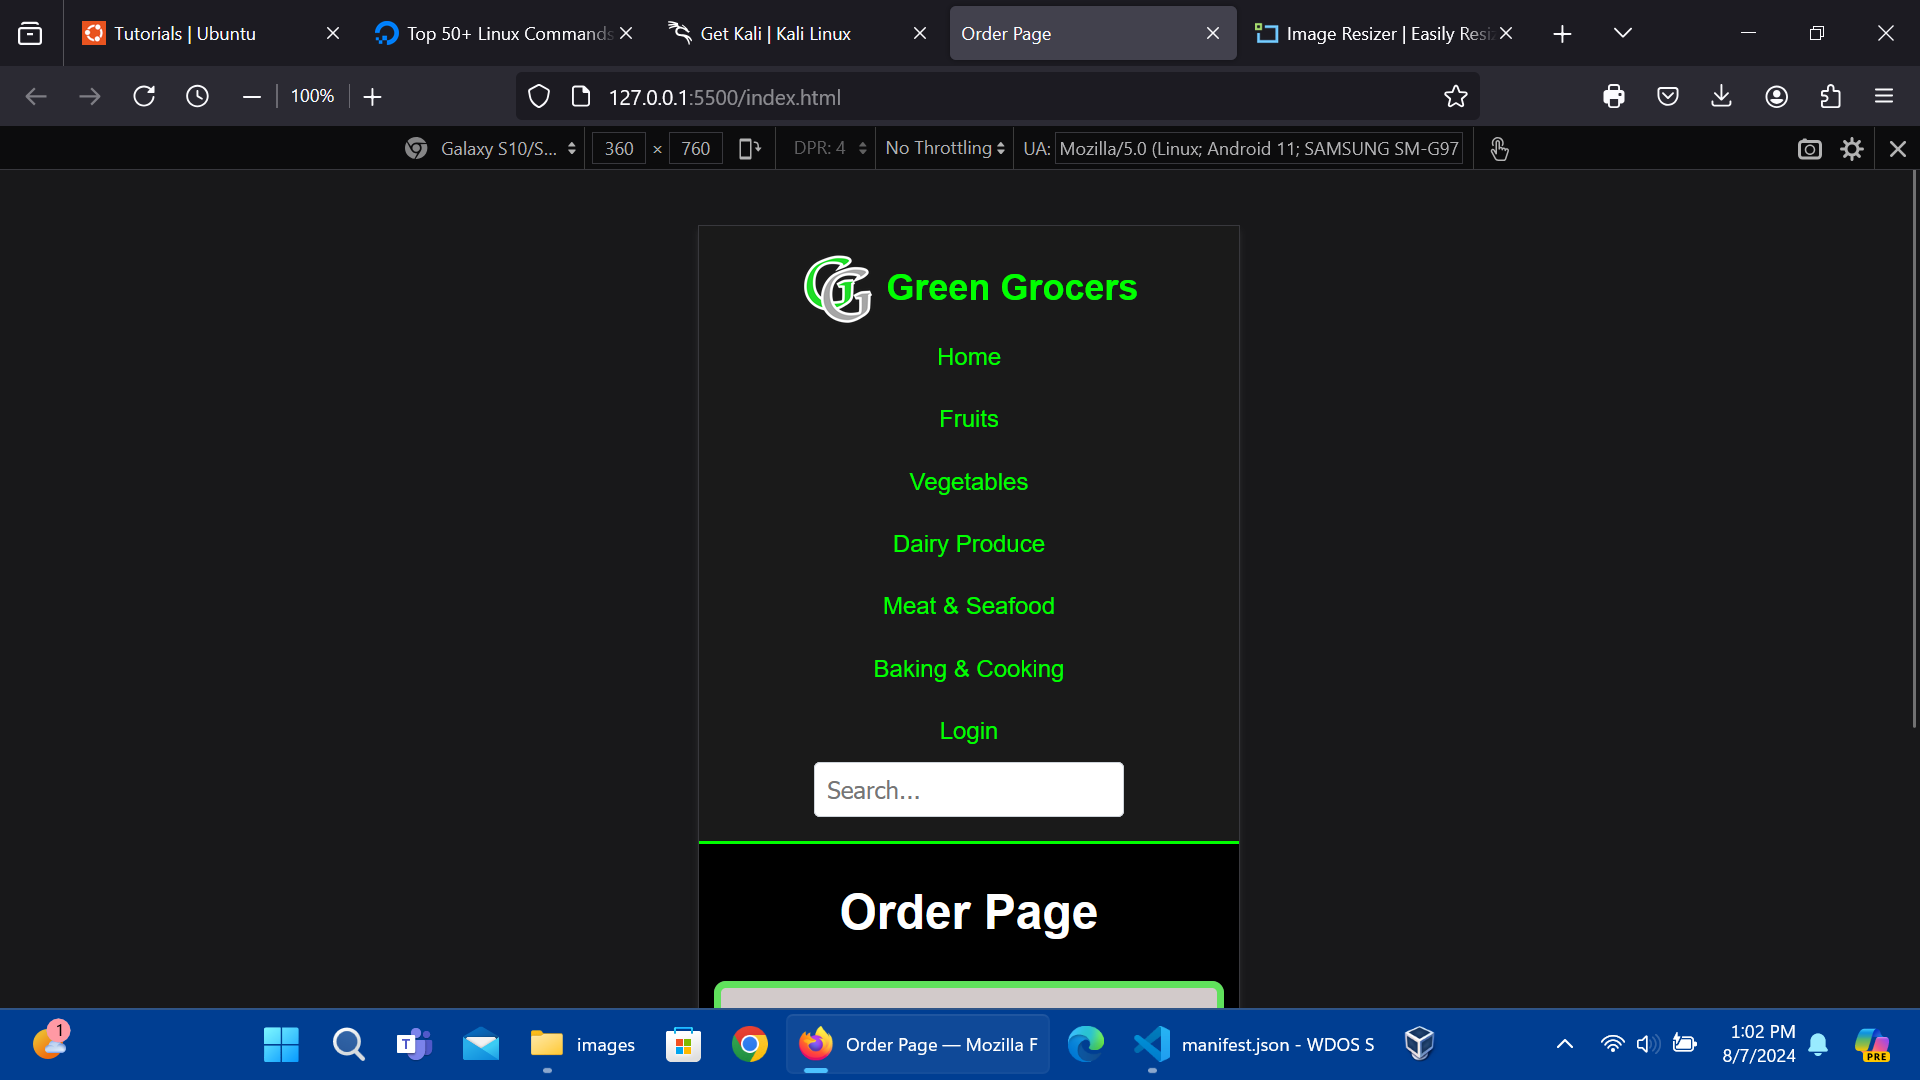 Tutorials | Ubuntu
Top 50+ Linux Commands
Get Kali | Kali Linux
Order Page
Image Resizer | Easily Resi
100%
127.0.0.1:5500/index.html
Galaxy S10/S...
360 × 760
DPR: 4
No Throttling
UA: Mozilla/5.0 (Linux; Android 11; SAMSUNG SM-G97
GG
Green Grocers
Home
Fruits
Vegetables
Dairy Produce
Meat & Seafood
Baking & Cooking
Login
Search...
Order Page
1
T
images
Order Page — Mozilla F
manifest.json - WDOS S
1:02 PM
8/7/2024
PRE